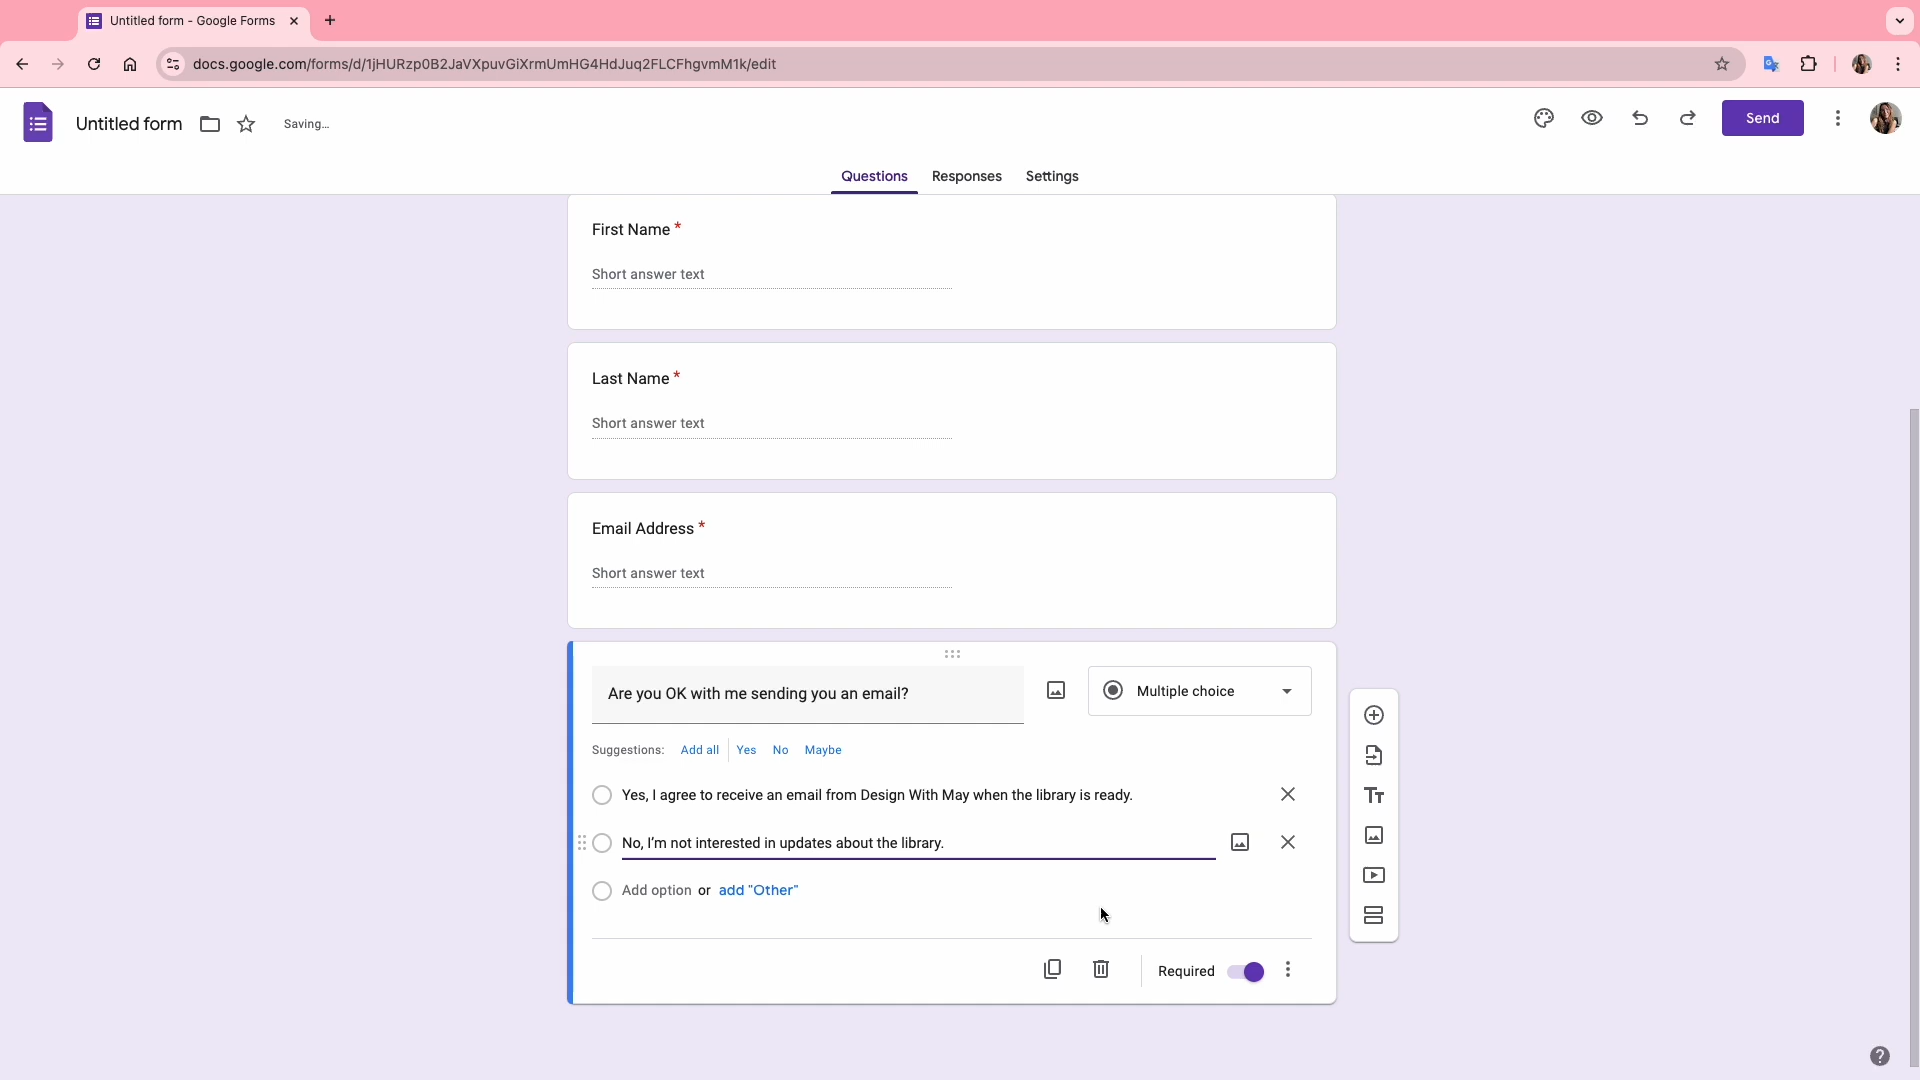 Untitled form - Google Forms
docs.google.com/forms/d/1jHURzp0B2JaVXpuvGiXrmUmHG4HdJuq2FLCFhgvmM1k/edit
Untitled form
Saving...
Send
Questions Responses Settings
First Name *
Short answer text
Last Name *
Short answer text
Email Address *
Short answer text
Are you OK with me sending you an email?
Multiple choice
Suggestions: Add all Yes No Maybe
Yes, I agree to receive an email from Design With May when the library is ready.
No, I’m not interested in updates about the library.
Add option or add "Other"
Required